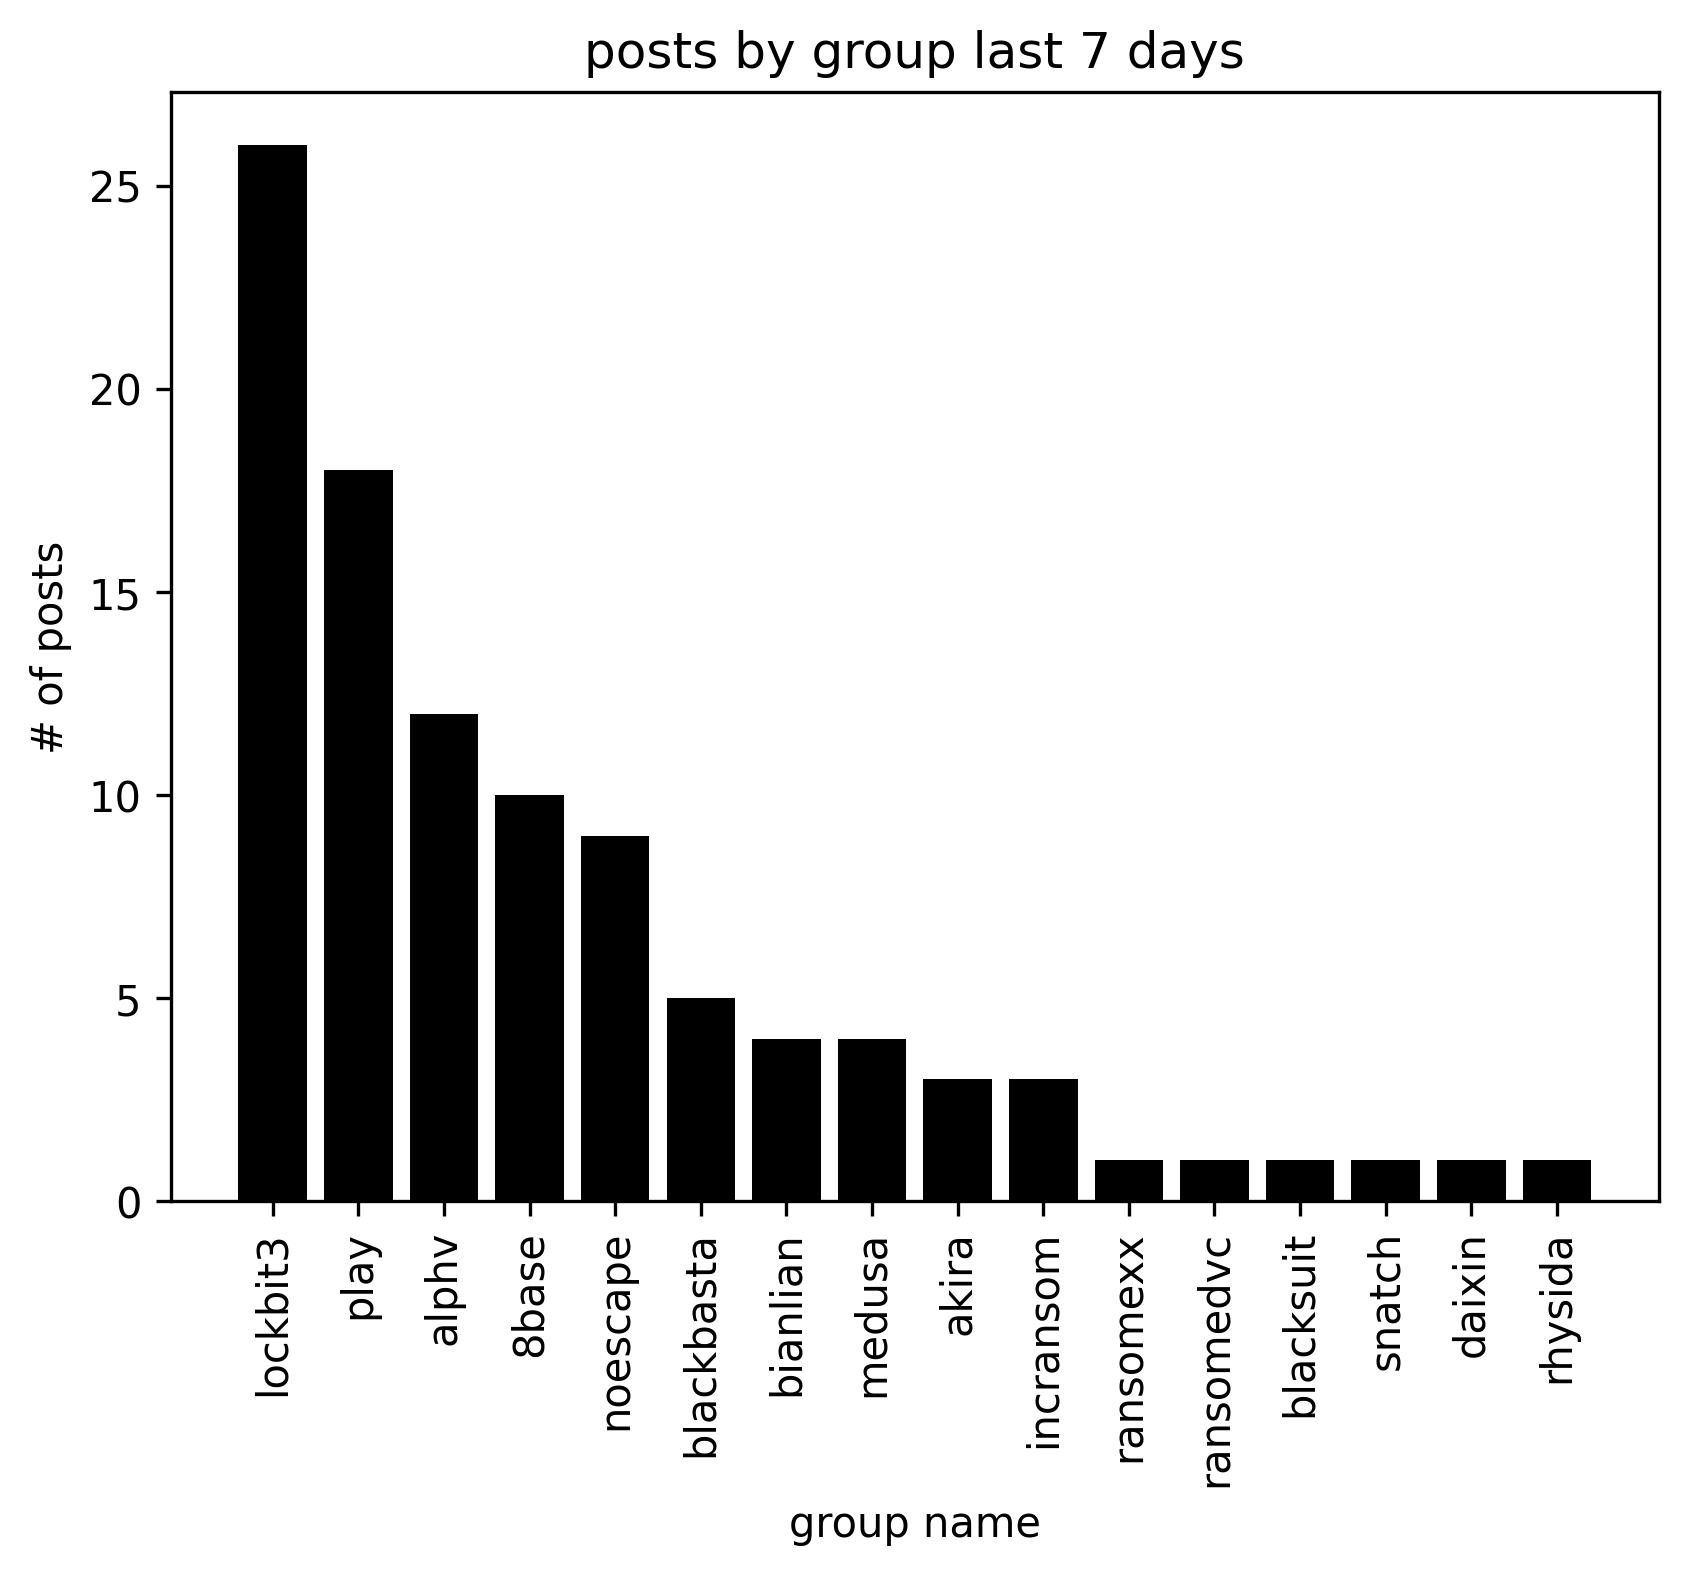 posts by group last 7 days
# of posts
25
20
15
10
5
0
lockbit3
play
alphv
8base
noescape
blackbasta
bianlian
medusa
akira
incransom
ransomexx
ransomedvc
blacksuit
snatch
daixin
rhysida
group name